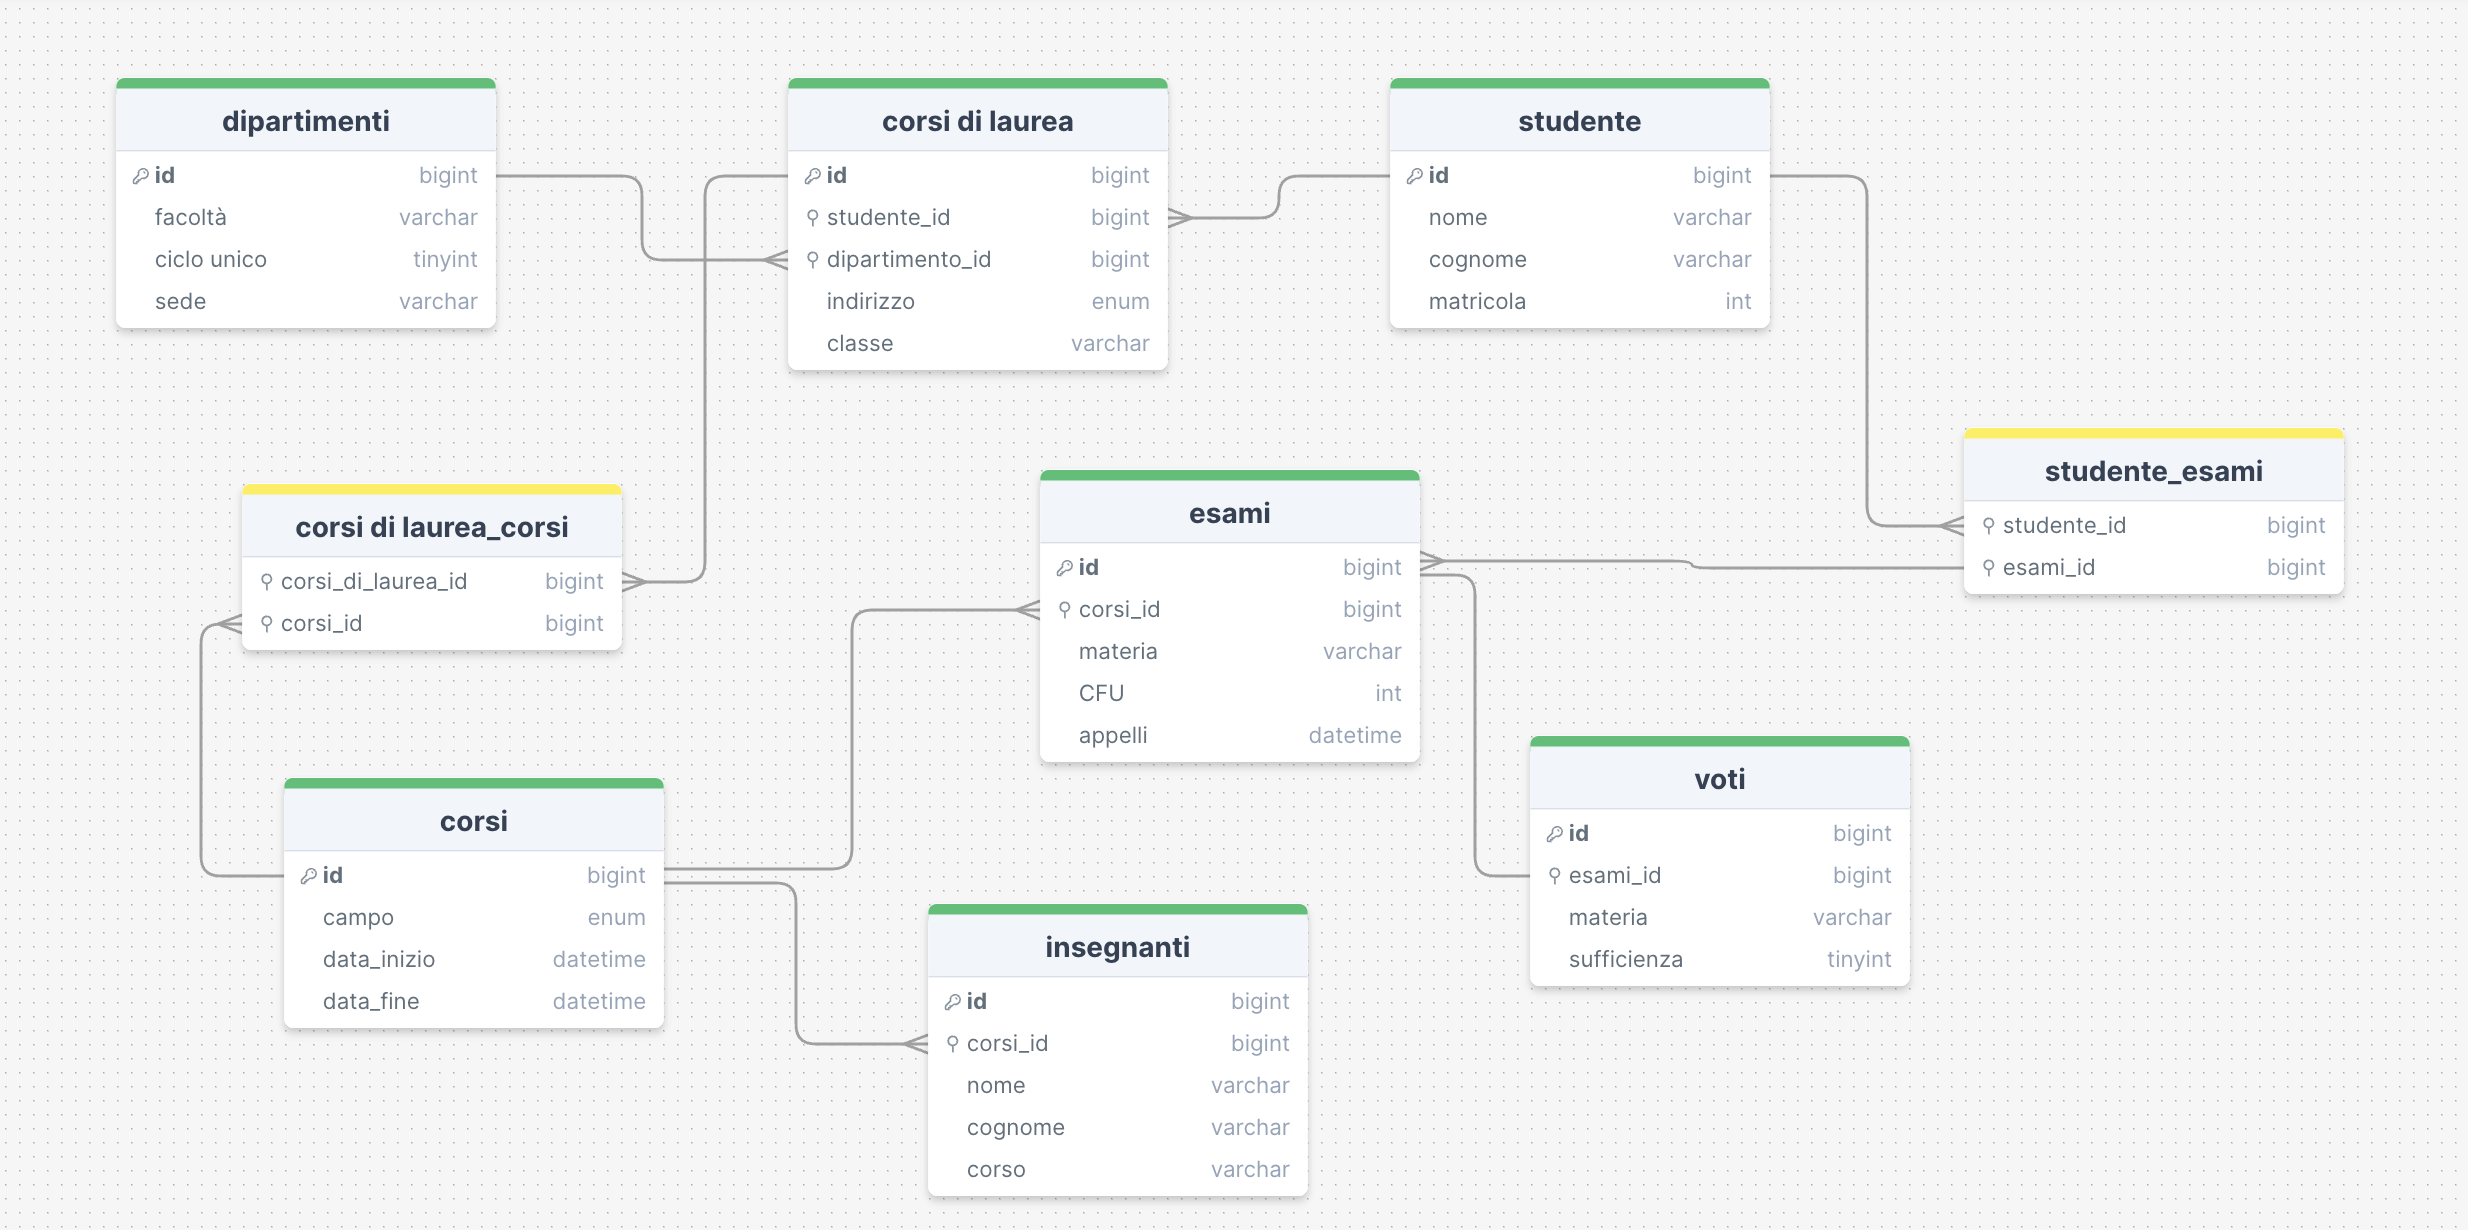 dipartimenti
id bigint
facoltà varchar
ciclo unico tinyint
sede varchar
corsi di laurea
id bigint
studente_id bigint
dipartimento_id bigint
indirizzo enum
classe varchar
studente
id bigint
nome varchar
cognome varchar
matricola int
studente_esami
studente_id bigint
esami_id bigint
corsi di laurea_corsi
corsi_di_laurea_id bigint
corsi_id bigint
esami
id bigint
corsi_id bigint
materia varchar
CFU int
appelli datetime
voti
id bigint
esami_id bigint
materia varchar
sufficienza tinyint
corsi
id bigint
campo enum
data_inizio datetime
data_fine datetime
insegnanti
id bigint
corsi_id bigint
nome varchar
cognome varchar
corso varchar